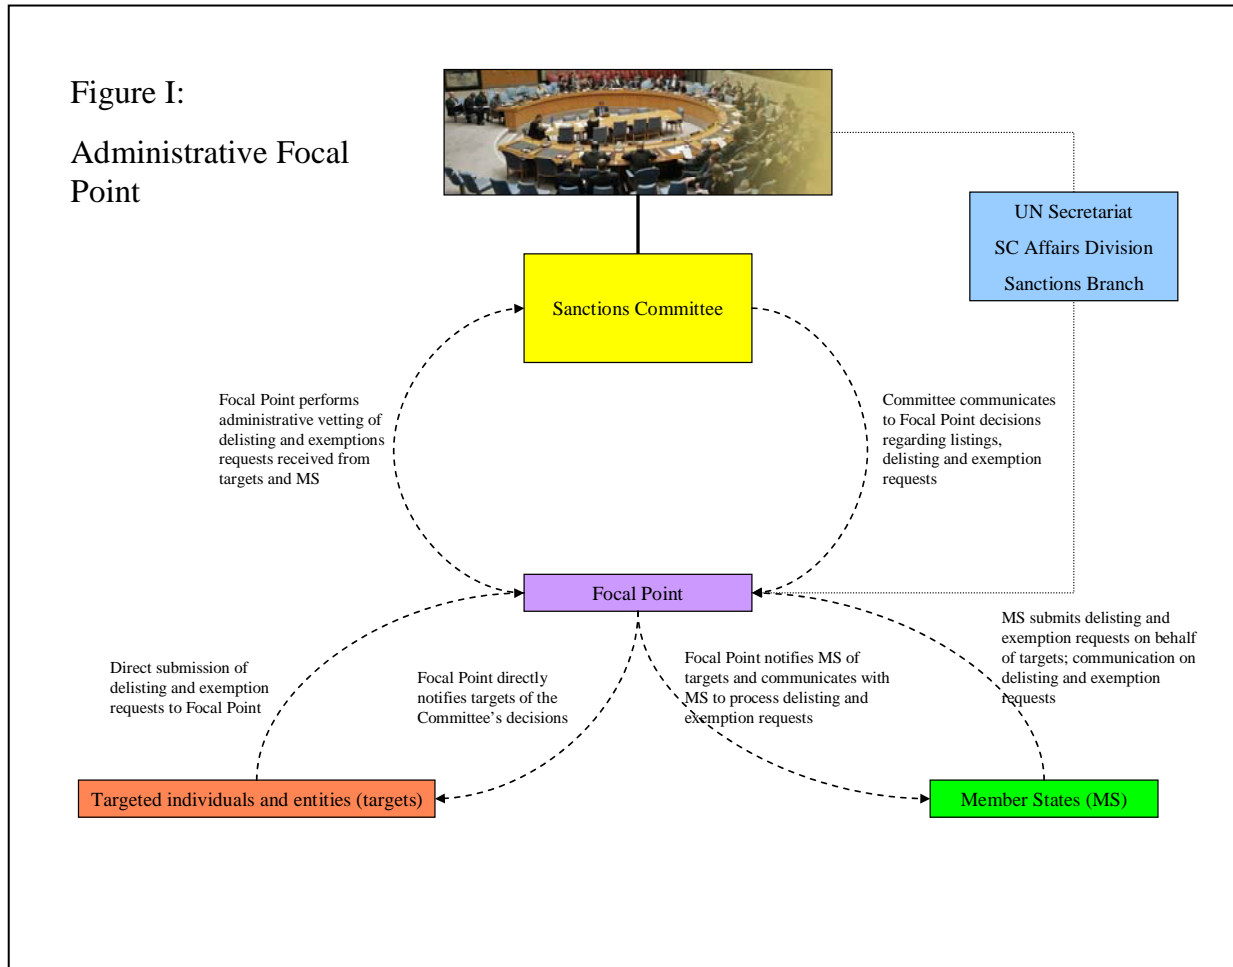 Figure I:
Administrative Focal
Point
UN Secretariat
SC Affairs Division
Sanctions Branch
Sanctions Committee
Focal Point performs
administrative vetting of
delisting and exemptions
requests received from
targets and MS
Committee communicates
to Focal Point decisions
regarding listings,
delisting and exemption
requests
Focal Point
Direct submission of
delisting and exemption
requests to Focal Point
Focal Point directly
notifies targets of the
Committee’s decisions
Focal Point notifies MS of
targets and communicates with
MS to process delisting and
exemption requests
MS submits delisting and
exemption requests on behalf
of targets; communication on
delisting and exemption
requests
Targeted individuals and entities (targets)
Member States (MS)